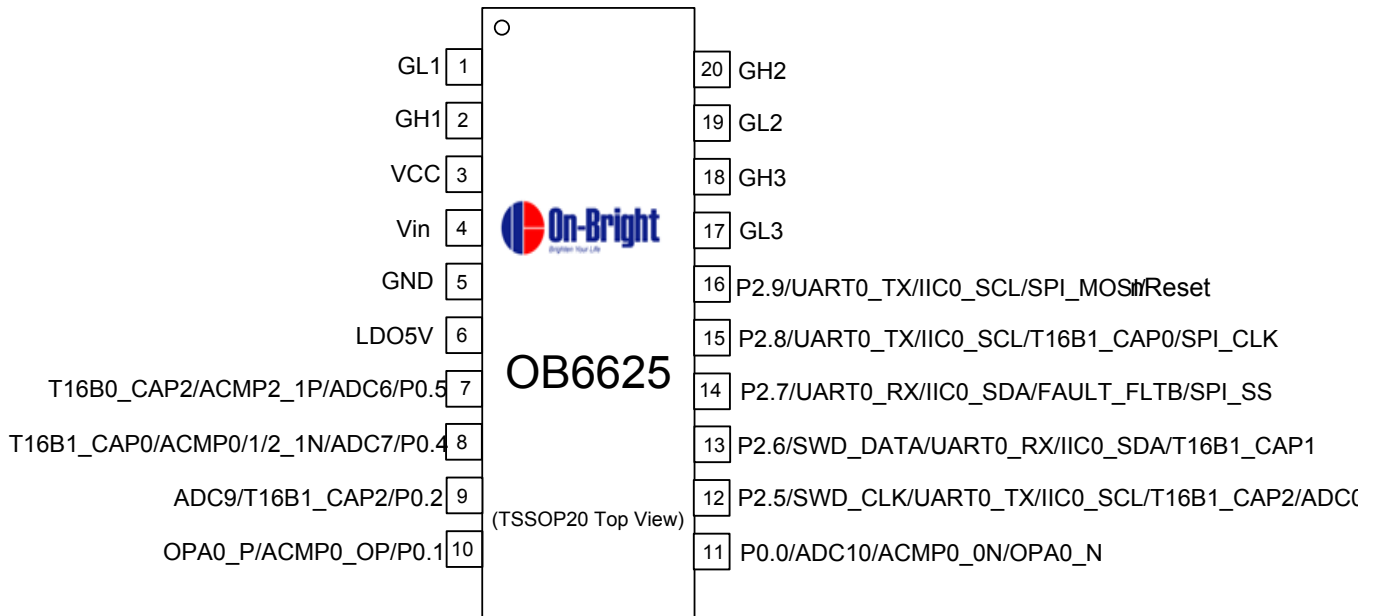 GL1 1
GH1 2
VCC 3
Vin 4
GND 5
LDO5V 6
T16B0_CAP2/ACMP2_1P/ADC6/P0.5 7
T16B1_CAP0/ACMP0/1/2_1N/ADC7/P0.4 8
ADC9/T16B1_CAP2/P0.2 9
OPA0_P/ACMP0_OP/P0.1 10
On-Bright
Brighten Your Life
OB6625
(TSSOP20 Top View)
20 GH2
19 GL2
18 GH3
17 GL3
16 P2.9/UART0_TX/IIC0_SCL/SPI_MOSI/nReset
15 P2.8/UART0_TX/IIC0_SCL/T16B1_CAP0/SPI_CLK
14 P2.7/UART0_RX/IIC0_SDA/FAULT_FLTB/SPI_SS
13 P2.6/SWD_DATA/UART0_RX/IIC0_SDA/T16B1_CAP1
12 P2.5/SWD_CLK/UART0_TX/IIC0_SCL/T16B1_CAP2/ADC
11 P0.0/ADC10/ACMP0_0N/OPA0_N